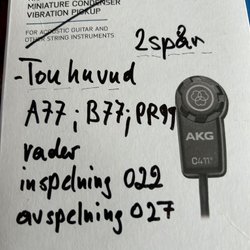 MINIATURE CONDENSER
VIBRATION PICKUP
FOR ACOUSTIC GUITAR AND
OTHER STRING INSTRUMENTS
2spår
-Tonhuvud
A77; B77; PR99
rader
inspelning 022
avspelning 027
AKG
C411